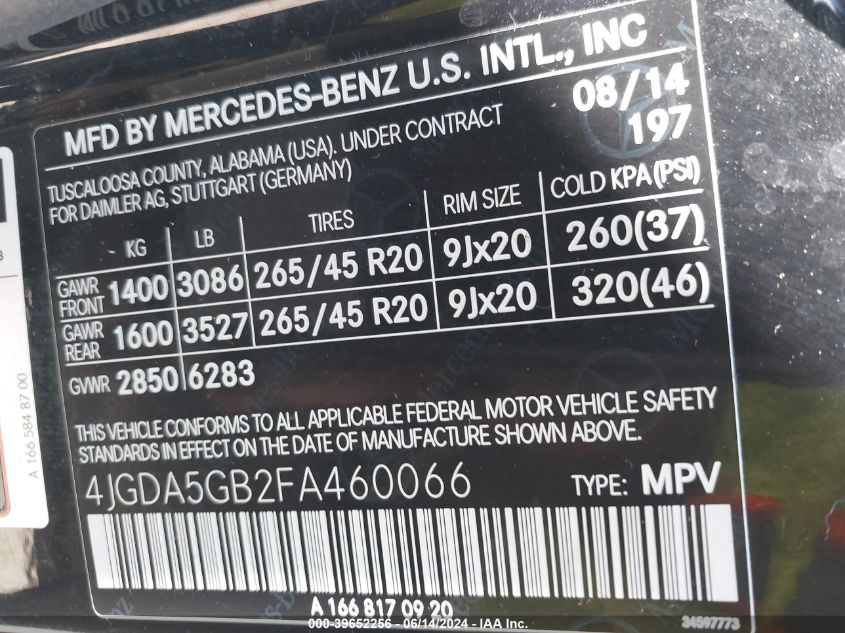 MFD BY MERCEDES-BENZ U.S. INTL., INC
08/14
197
TUSCALOOSA COUNTY, ALABAMA (USA). UNDER CONTRACT
FOR DAIMLER AG, STUTTGART (GERMANY)
KG LB TIRES RIM SIZE COLD KPA(PSI)
GAWR FRONT 1400 3086 265/45 R20 9Jx20 260(37)
GAWR REAR 1600 3527 265/45 R20 9Jx20 320(46)
GVWR 2850 6283
THIS VEHICLE CONFORMS TO ALL APPLICABLE FEDERAL MOTOR VEHICLE SAFETY
STANDARDS IN EFFECT ON THE DATE OF MANUFACTURE SHOWN ABOVE.
4JGDA5GB2FA460066 TYPE: MPV
A 166 817 09 20
34597773
A 166 584 87 00
000-39652256 - 06/14/2024 - IAA Inc.